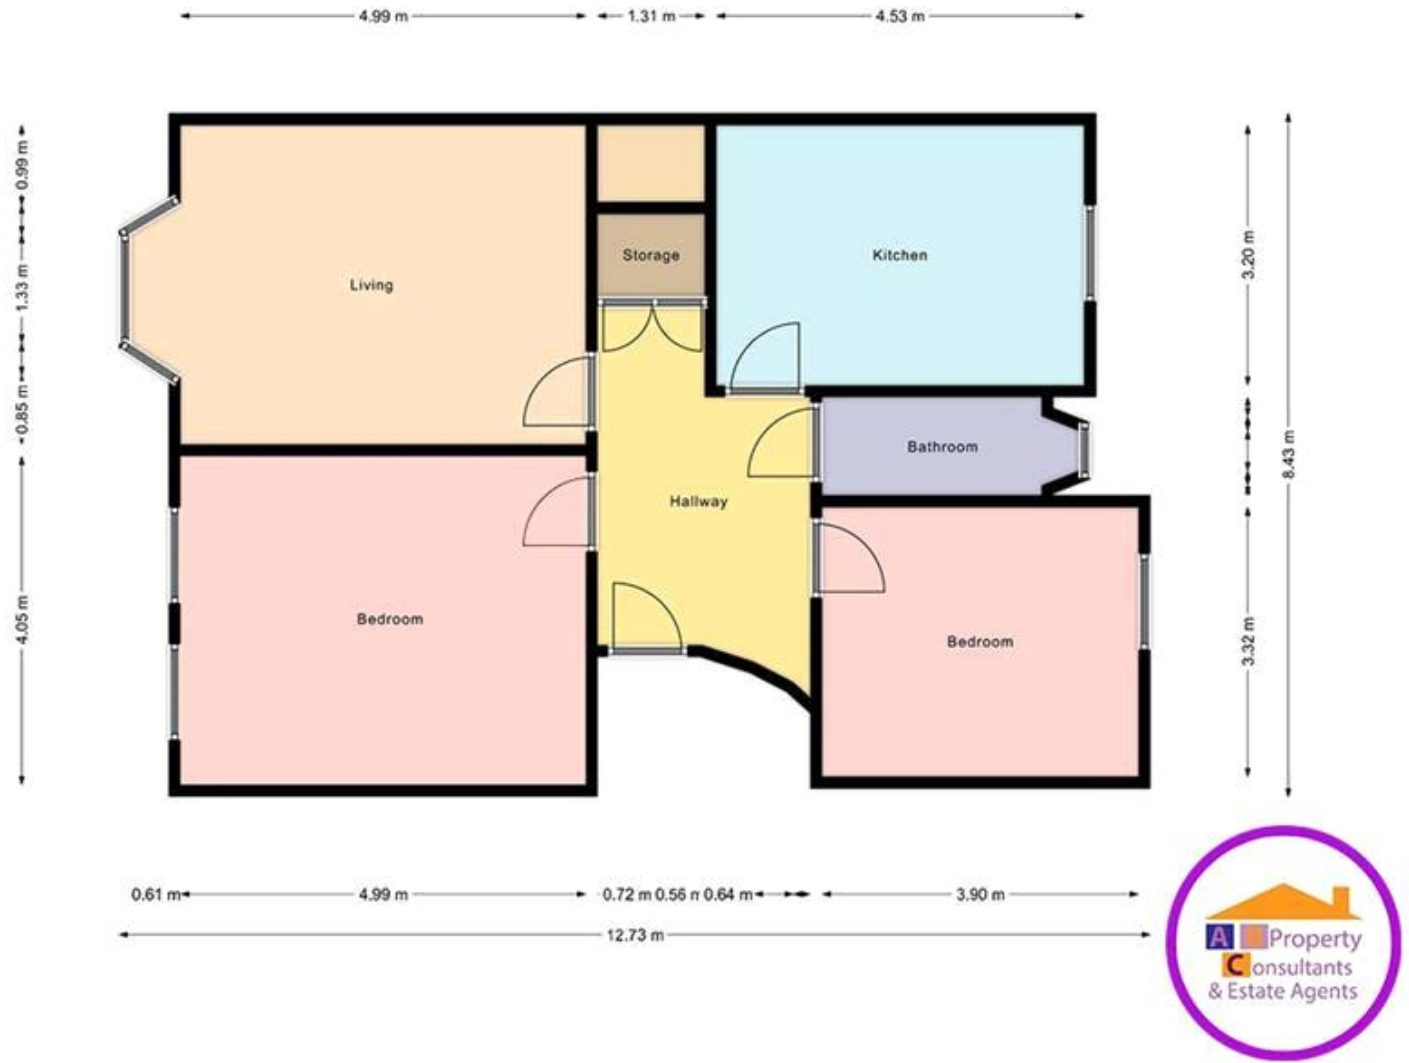 4.99 m
1.31 m
4.53 m
0.99 m
1.33 m
0.85 m
4.05 m
3.20 m
8.43 m
3.32 m
Storage
Kitchen
Living
Bathroom
Hallway
Bedroom
Bedroom
0.61 m
4.99 m
0.72 m
0.56 m
0.64 m
3.90 m
12.73 m
A Property
Consultants
& Estate Agents